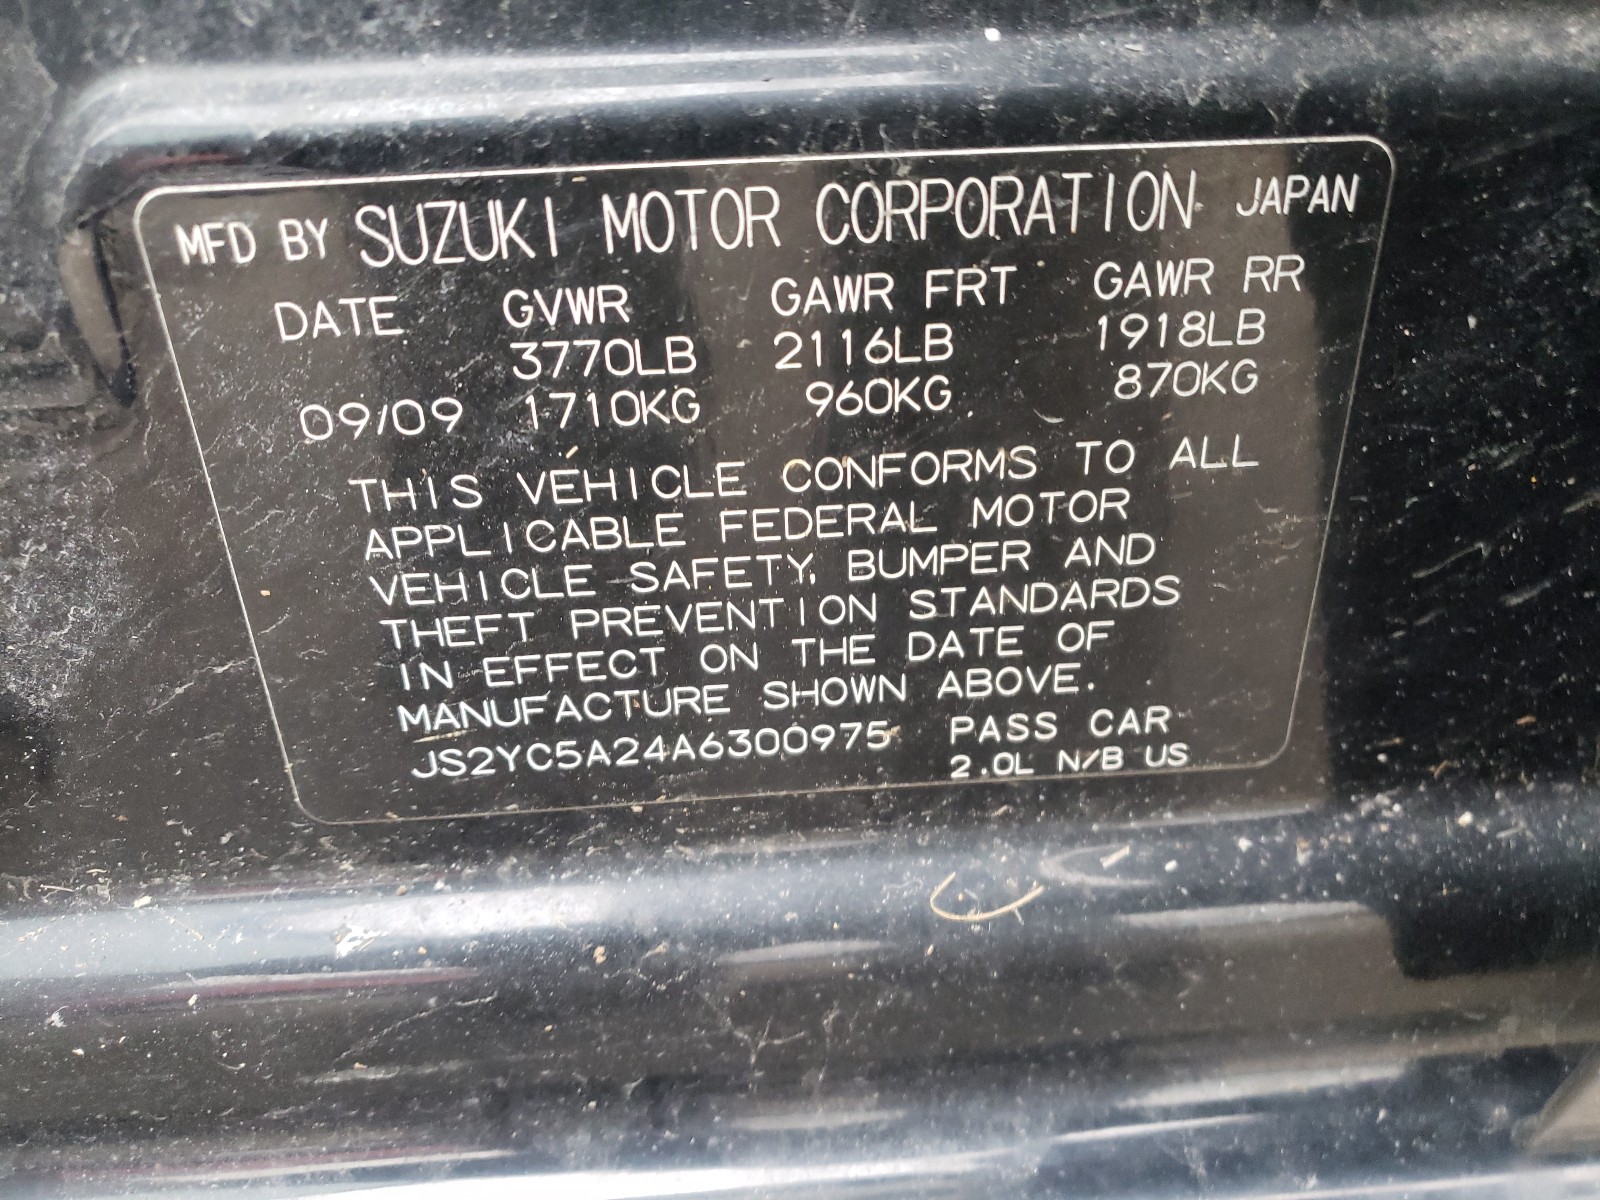 MFD BY SUZUKI MOTOR CORPORATION JAPAN
DATE GVWR GAWR FRT GAWR RR
3770LB 2116LB 1918LB
09/09 1710KG 960KG 870KG
THIS VEHICLE CONFORMS TO ALL
APPLICABLE FEDERAL MOTOR
VEHICLE SAFETY, BUMPER AND
THEFT PREVENTION STANDARDS
IN EFFECT ON THE DATE OF
MANUFACTURE SHOWN ABOVE.
JS2YC5A24A6300975 PASS CAR
2.0L N/B US